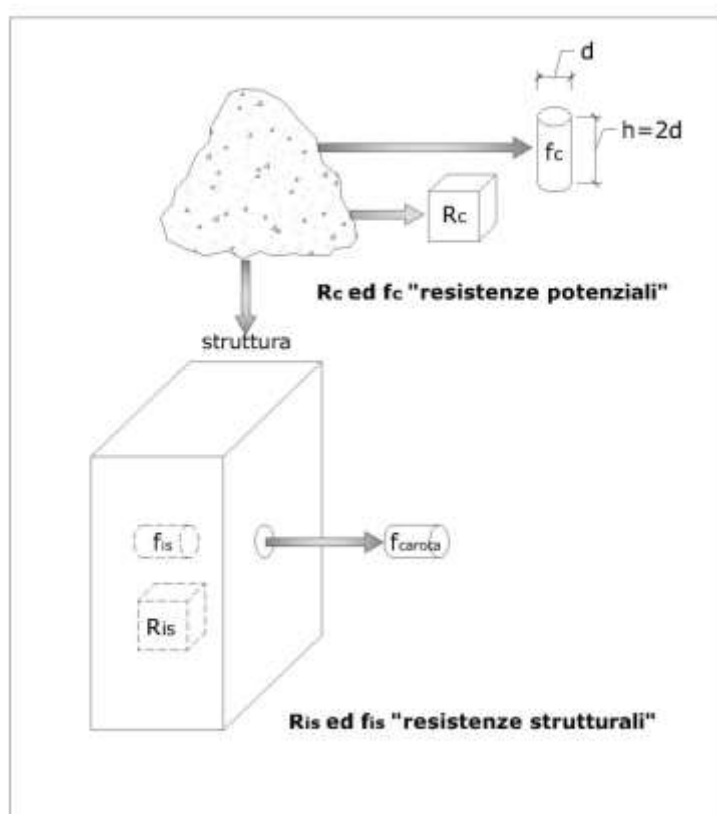 d
fc
h=2d
Rc
Rc ed fc "resistenze potenziali"
struttura
fis
fcarota
Ris
Ris ed fis "resistenze strutturali"